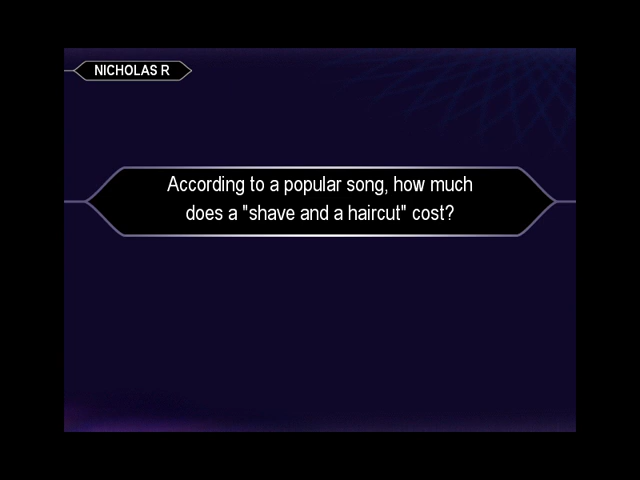 NICHOLAS R
According to a popular song, how much
does a "shave and a haircut" cost?